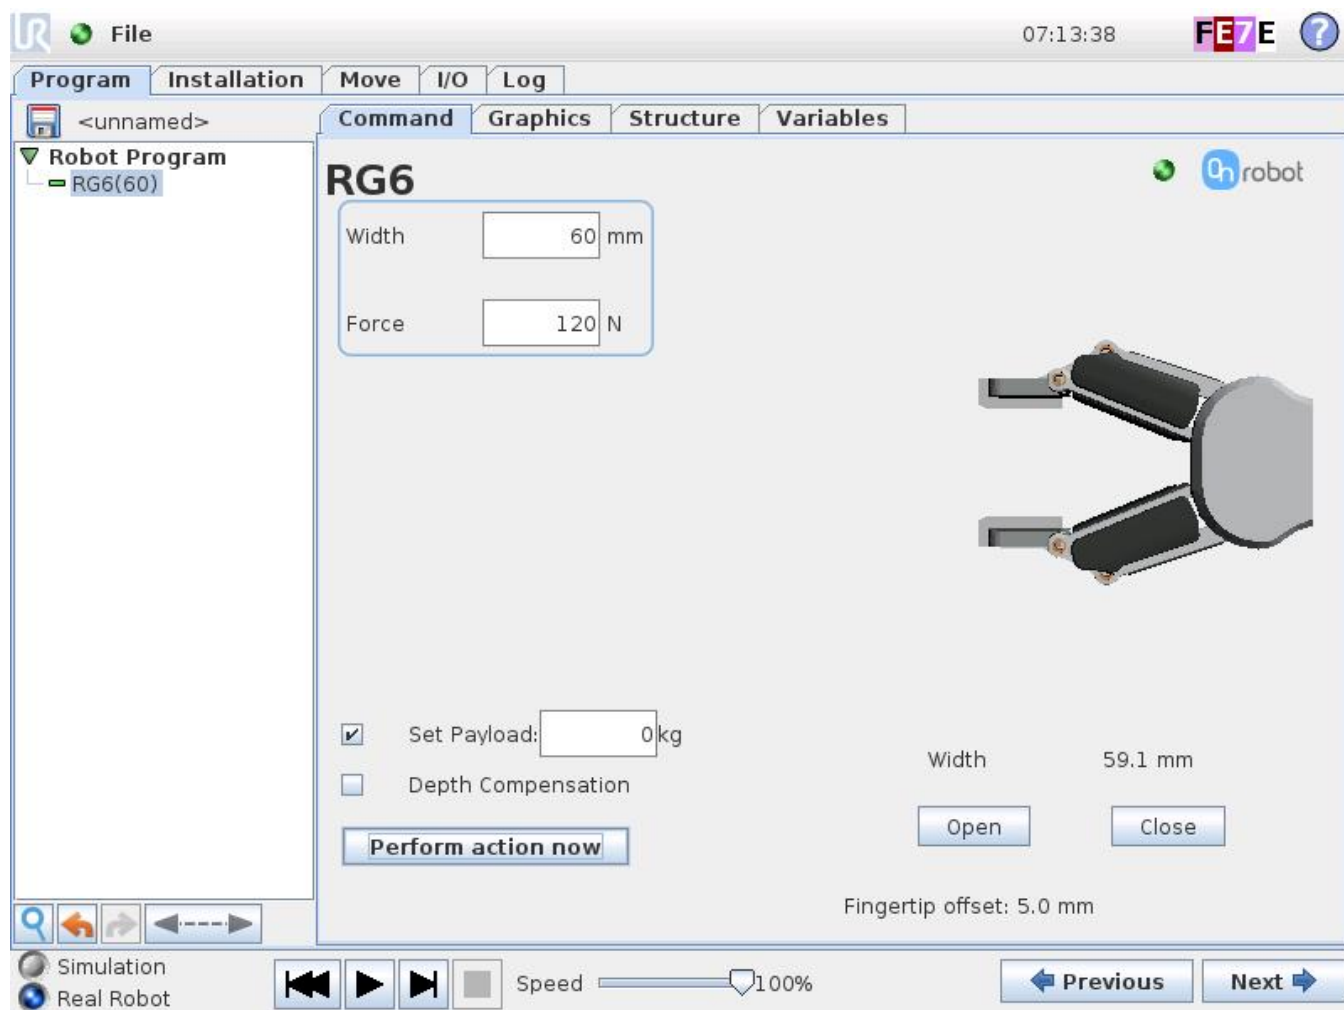 UR File 07:13:38 FE7E ?
Program Installation Move I/O Log
<unnamed> Command Graphics Structure Variables
Robot Program
RG6(60)
RG6
On robot
Width 60 mm
Force 120 N
Set Payload: 0 kg
Depth Compensation
Perform action now
Width 59.1 mm
Open Close
Fingertip offset: 5.0 mm
Simulation
Real Robot
Speed 100%
Previous Next